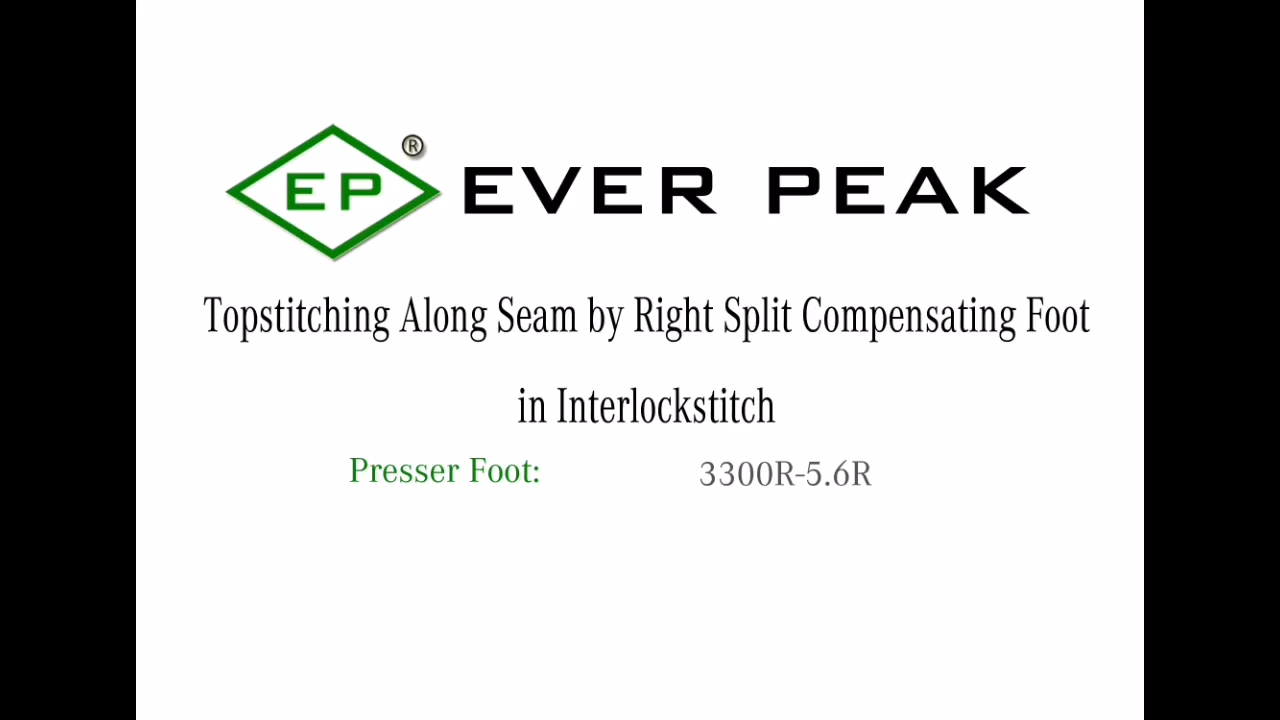 EP® EVER PEAK
Topstitching Along Seam by Right Split Compensating Foot
in Interlockstitch
Presser Foot: 3300R-5.6R